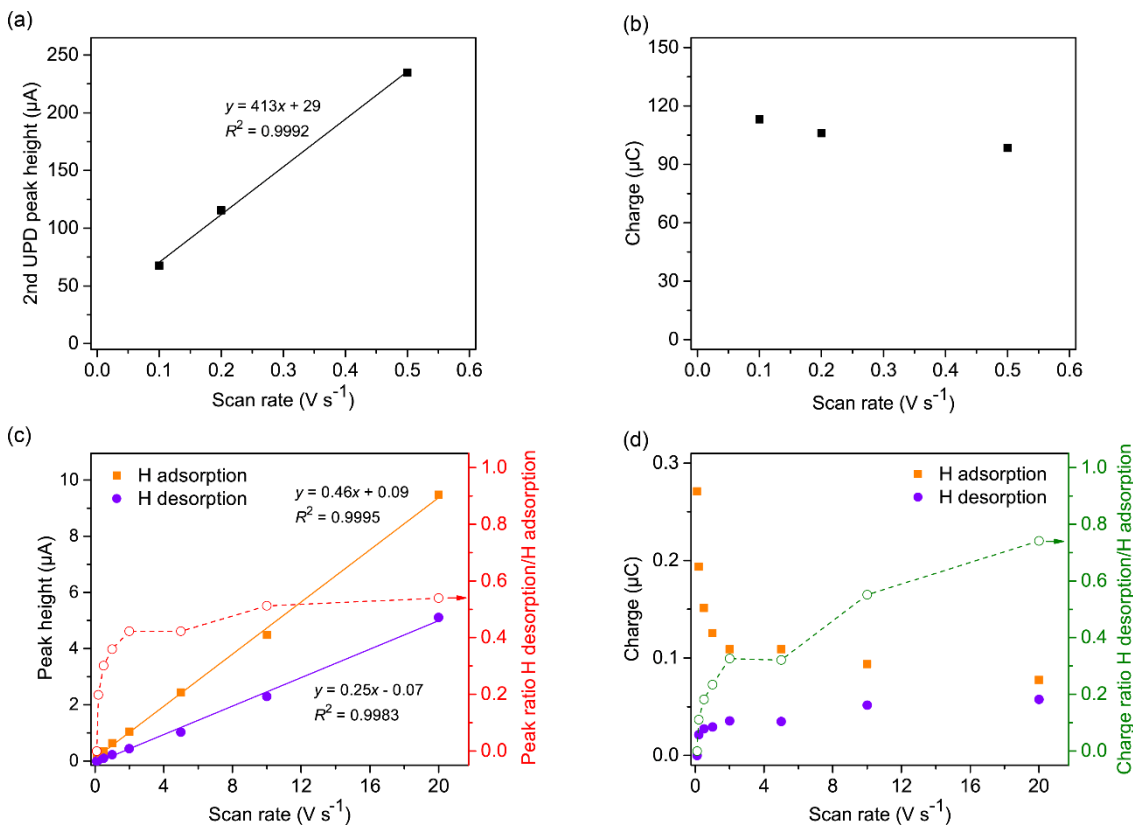 (a)
250
200
150
100
50
0
2nd UPD peak height (µA)
y = 413x + 29
R² = 0.9992
0.0 0.1 0.2 0.3 0.4 0.5 0.6
Scan rate (V s⁻¹)
(b)
150
120
90
60
30
0
Charge (µC)
0.0 0.1 0.2 0.3 0.4 0.5 0.6
Scan rate (V s⁻¹)
(c)
10
8
6
4
2
0
Peak height (µA)
H adsorption
H desorption
y = 0.46x + 0.09
R² = 0.9995
y = 0.25x - 0.07
R² = 0.9983
1.0
0.8
0.6
0.4
0.2
0.0
Peak ratio H desorption/H adsorption
0 4 8 12 16 20
Scan rate (V s⁻¹)
(d)
0.3
0.2
0.1
0.0
Charge (µC)
H adsorption
H desorption
1.0
0.8
0.6
0.4
0.2
0.0
Charge ratio H desorption/H adsorption
0 4 8 12 16 20
Scan rate (V s⁻¹)